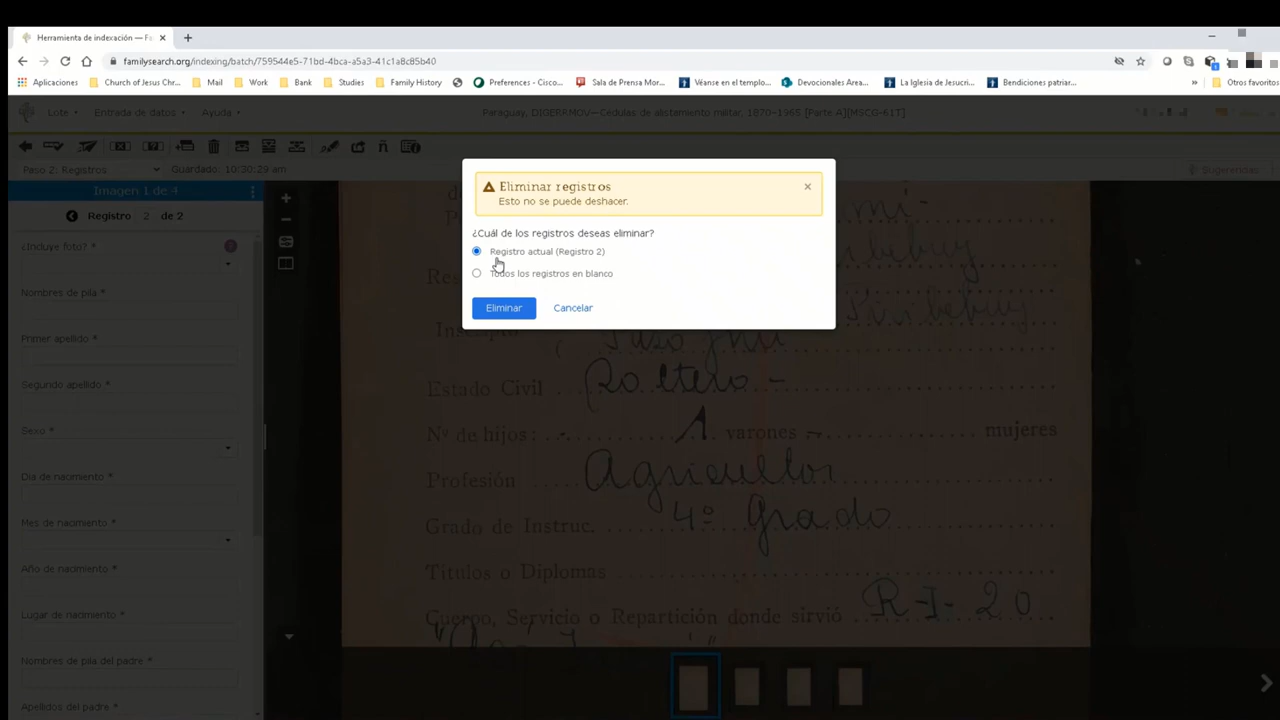 Herramienta de indexación — Fa
familysearch.org/indexing/batch/759544e5-71bd-4bca-a5a3-41c1a8c85b40
Aplicaciones Church of Jesus Chr... Mail Work Bank Studies Family History Preferences - Cisco... Sala de Prensa Mor... Véanse en el templo... Devocionales Area... La Iglesia de Jesucri... Bendiciones patriar... » Otros favoritos
Lote Entrada de datos Ayuda Paraguay, DIGERRMOV—Cédulas de alistamiento militar, 1870-1965 [Parte A][MSCG-61T]
Paso 2: Registros Guardado: 10:30:29 am Sugerencias
Imagen 1 de 4
Registro 2 de 2
¿Incluye foto? *
Nombres de pila *
Primer apellido *
Segundo apellido *
Sexo *
Día de nacimiento *
Mes de nacimiento *
Año de nacimiento *
Lugar de nacimiento *
Nombres de pila del padre *
Apellidos del padre *
Eliminar registros
Esto no se puede deshacer.
¿Cuál de los registros deseas eliminar?
Registro actual (Registro 2)
Todos los registros en blanco
Eliminar Cancelar
Estado Civil Soltero -
Nº de hijos: 1 varones mujeres
Profesión Agricultor
Grado de Instruc. 4º Grado
Títulos o Diplomas
Cuerpo, Servicio o Repartición donde sirvió R-I-20